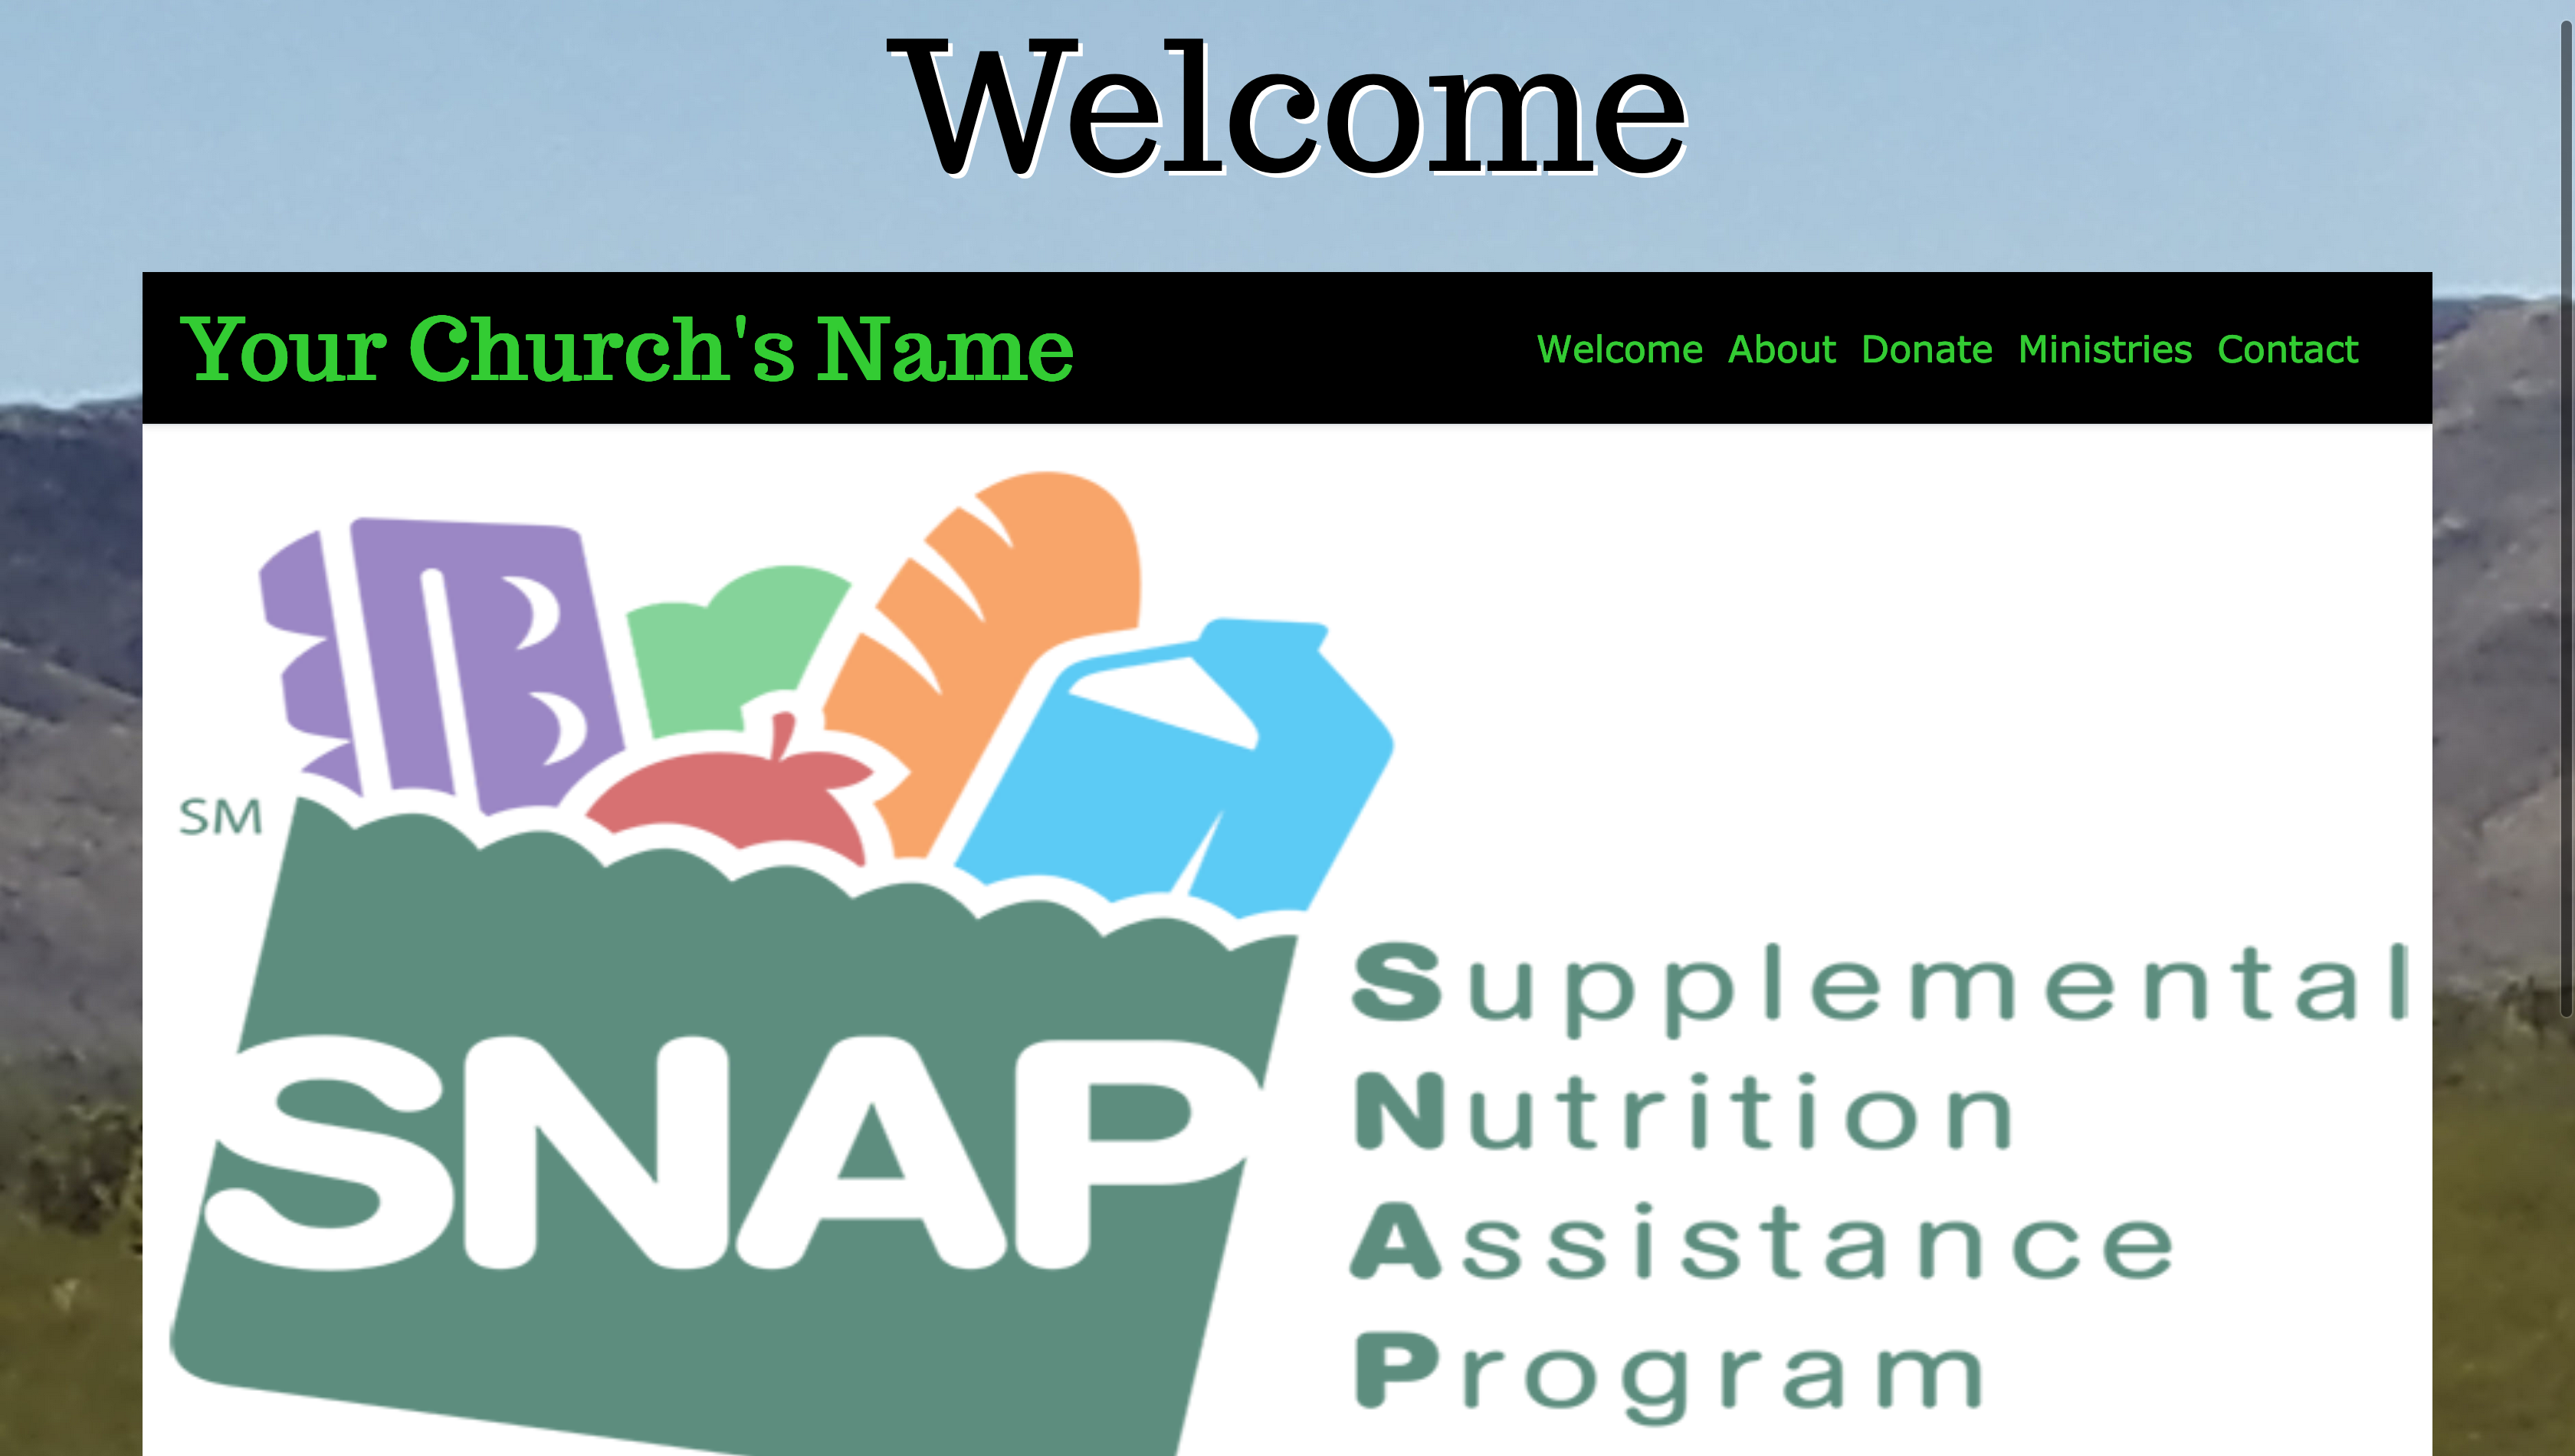 Welcome
Your Church's Name
Welcome About Donate Ministries Contact
SM
SNAP
Supplemental
Nutrition
Assistance
Program